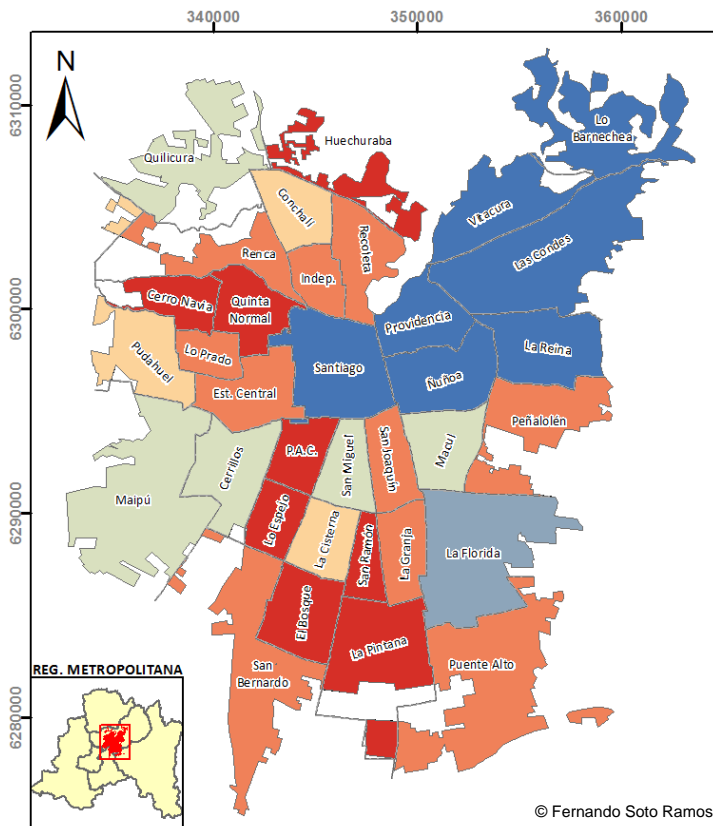 340000
350000
360000
N
6310000
6300000
6290000
6280000
Lo
Barnechea
Huechuraba
Quilicura
Conchalí
Recoleta
Vitacura
Las Condes
Renca
Indep.
Cerro Navia
Quinta
Normal
Providencia
Lo Prado
Pudahuel
Santiago
La Reina
Ñuñoa
Est. Central
Peñalolén
P.A.C.
San Miguel
San Joaquín
Macul
Cerrillos
Maipú
Lo Espejo
La Cisterna
San Ramón
La Granja
La Florida
El Bosque
La Pintana
San
Bernardo
Puente Alto
REG. METROPOLITANA
© Fernando Soto Ramos